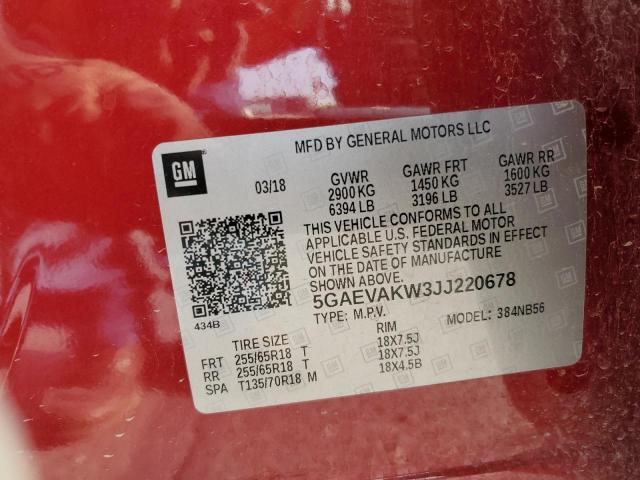 MFD BY GENERAL MOTORS LLC
GM
03/18
GVWR GAWR FRT GAWR RR
2900 KG 1450 KG 1600 KG
6394 LB 3196 LB 3527 LB
THIS VEHICLE CONFORMS TO ALL
APPLICABLE U.S. FEDERAL MOTOR
VEHICLE SAFETY STANDARDS IN EFFECT
ON THE DATE OF MANUFACTURE
SHOWN ABOVE.
5GAEVAKW3JJ220678
434B
TYPE: M.P.V. MODEL: 384NB56
TIRE SIZE RIM
FRT 255/65R18 T 18X7.5J
RR 255/65R18 T 18X7.5J
SPA T135/70R18 M 18X4.5B